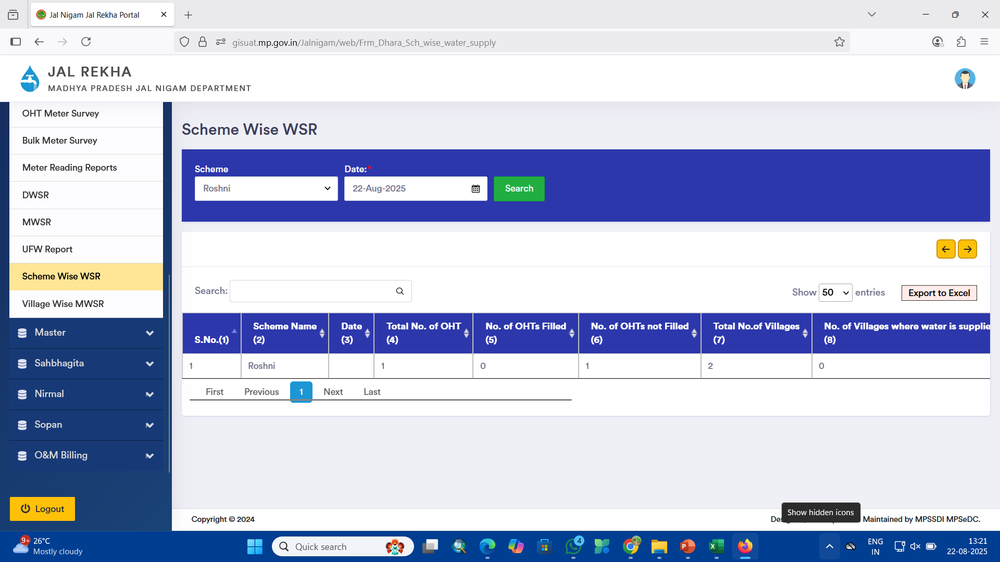 Jal Nigam Jal Rekha Portal
gisuat.mp.gov.in/Jalnigam/web/Frm_Dhara_Sch_wise_water_supply
JAL REKHA
MADHYA PRADESH JAL NIGAM DEPARTMENT
OHT Meter Survey
Bulk Meter Survey
Meter Reading Reports
DWSR
MWSR
UFW Report
Scheme Wise WSR
Village Wise MWSR
Master
Sahbhagita
Nirmal
Sopan
O&M Billing
Logout
Scheme Wise WSR
Scheme Date:*
Roshni 22-Aug-2025 Search
Search: Show 50 entries Export to Excel
S.No.(1) Scheme Name (2) Date (3) Total No. of OHT (4) No. of OHTs Filled (5) No. of OHTs not Filled (6) Total No.of Villages (7) No. of Villages where water is supplie (8)
1 Roshni 1 0 1 2 0
First Previous 1 Next Last
Show hidden icons
Copyright © 2024 Maintained by MPSSDI MPSeDC.
9+ 26°C
Mostly cloudy
Quick search
4
ENG
IN
13:21
22-08-2025